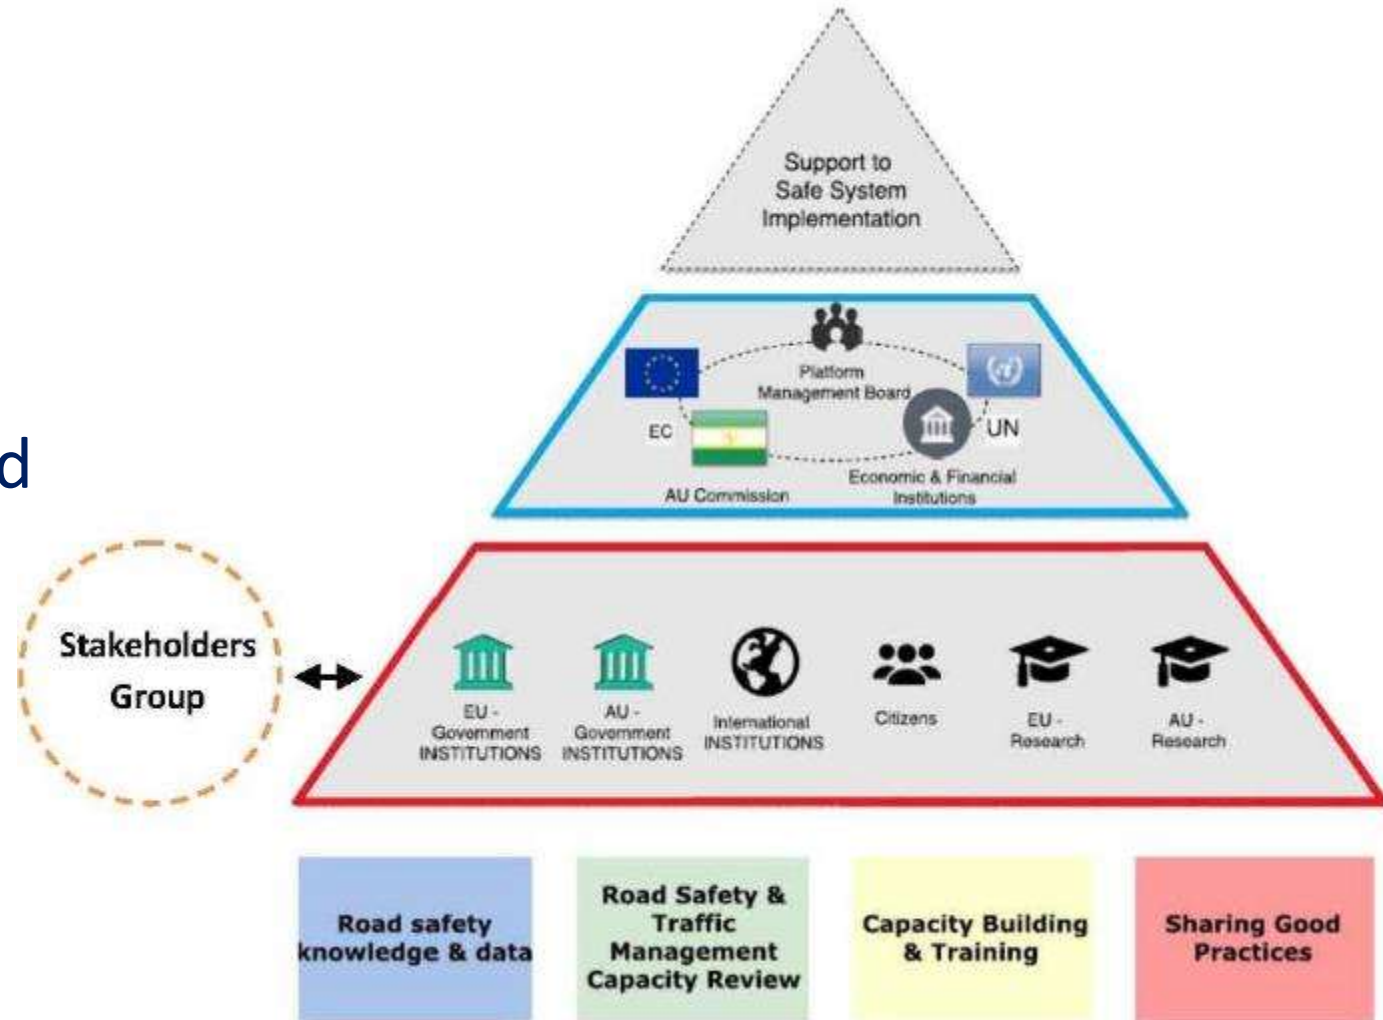 Support to
Safe System
Implementation
Platform
Management Board
EC
UN
AU Commission
Economic & Financial
Institutions
d
Stakeholders
Group
EU -
Government
INSTITUTIONS
AU -
Government
INSTITUTIONS
International
INSTITUTIONS
Citizens
EU -
Research
AU -
Research
Road safety
knowledge & data
Road Safety &
Traffic
Management
Capacity Review
Capacity Building
& Training
Sharing Good
Practices